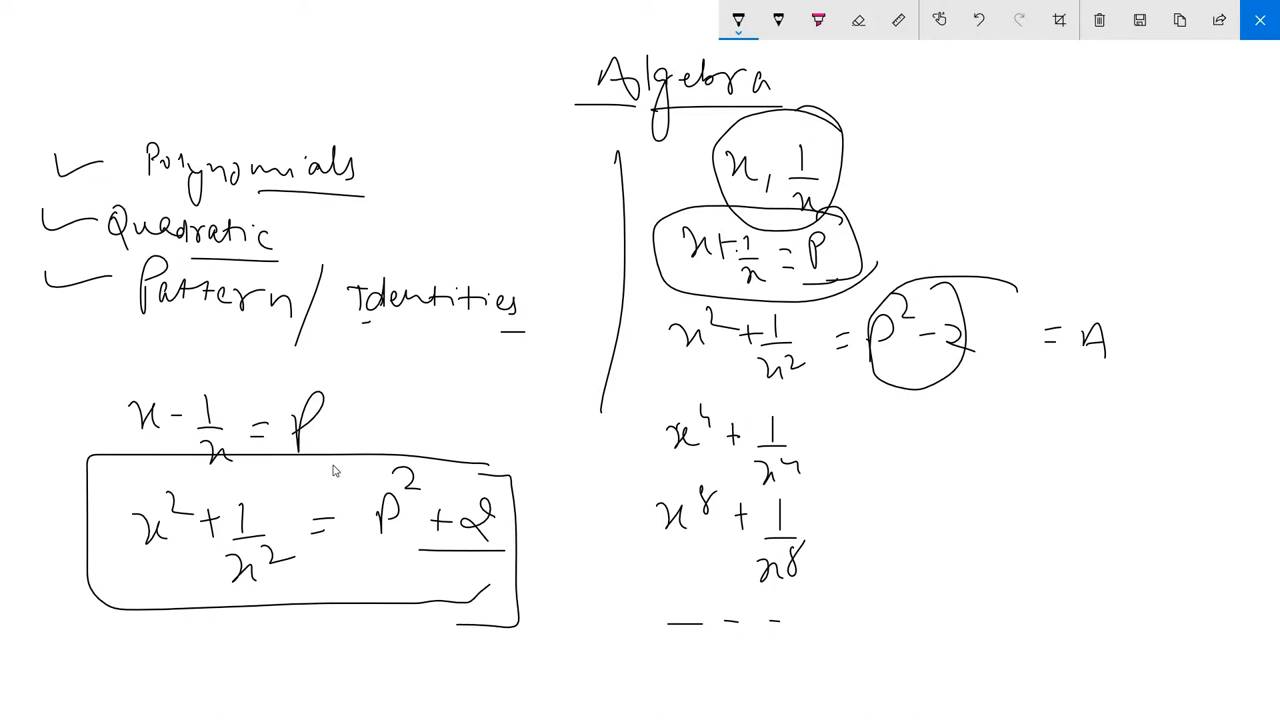 Algebra
Polynomials
Quadratic
Pattern / Identities
x - 1/x = P
x² + 1/x² = P² + 2
x, 1/x
x + 1/x = P
x² + 1/x² = P² - 2 = A
x⁴ + 1/x⁴
x⁸ + 1/x⁸